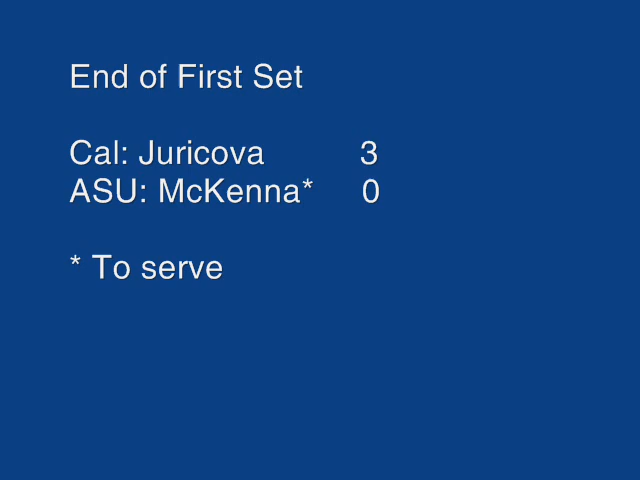 End of First Set
Cal: Juricova 3
ASU: McKenna* 0
* To serve